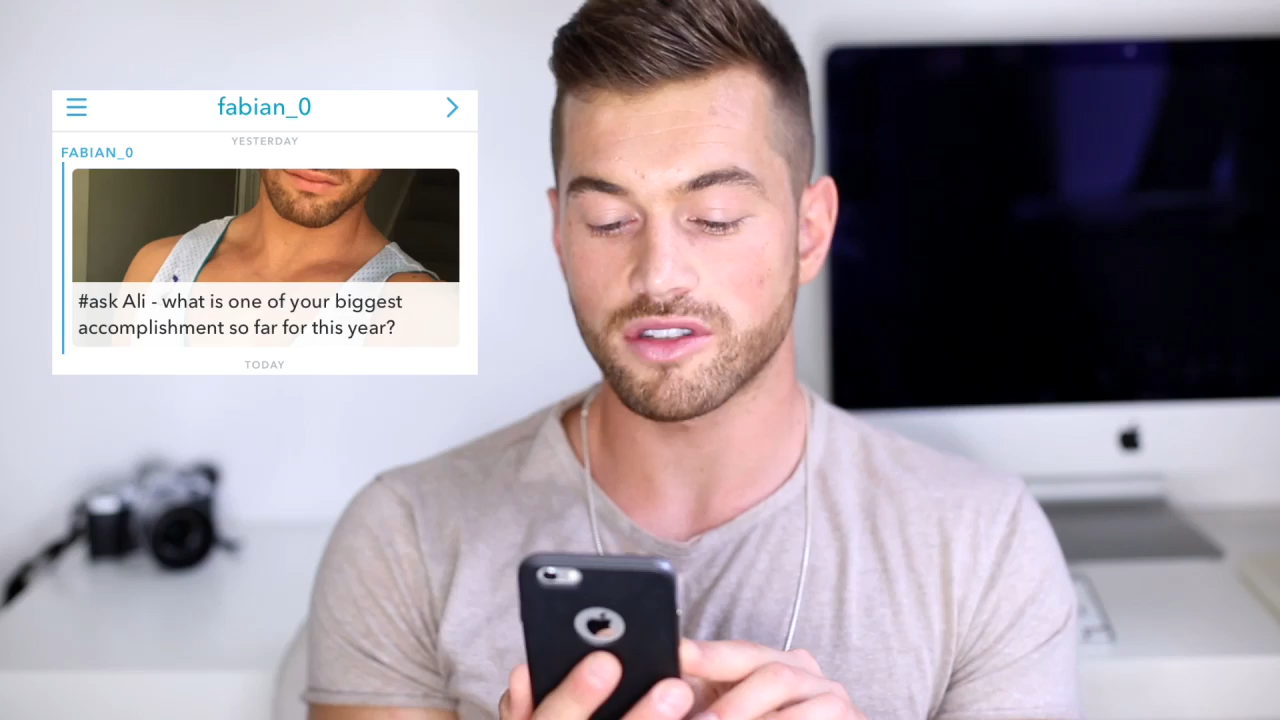 fabian_0
YESTERDAY
FABIAN_0
#ask Ali - what is one of your biggest
accomplishment so far for this year?
TODAY